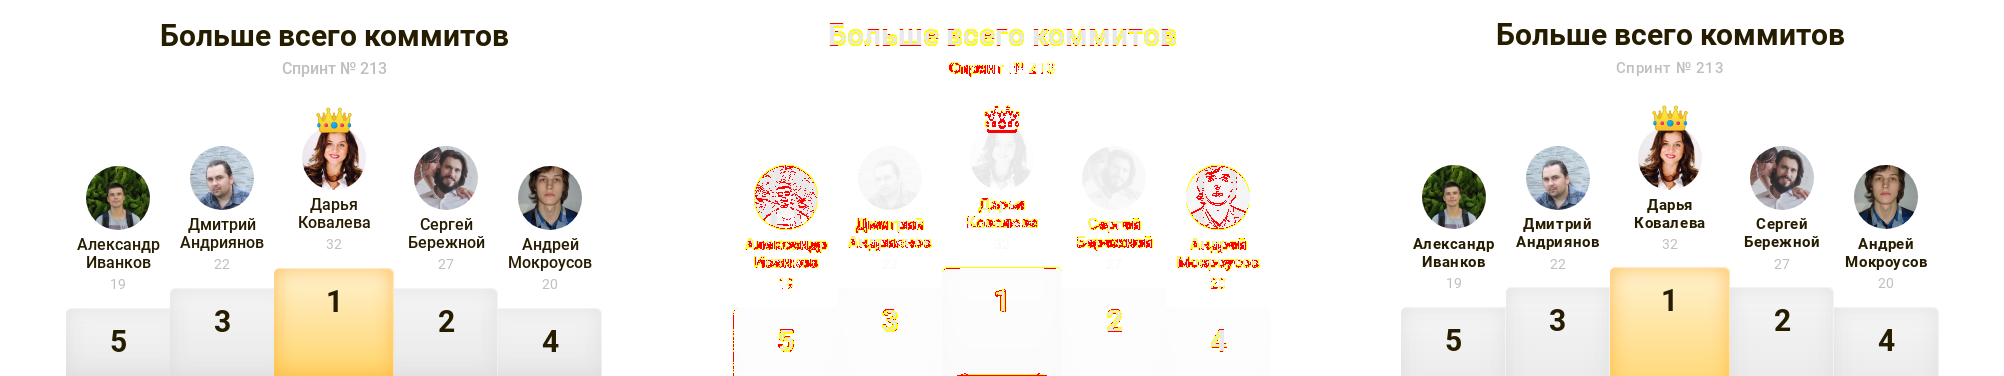 Больше всего коммитов
Спринт № 213
Дарья
Ковалева
32
Дмитрий
Андриянов
22
Сергей
Бережной
27
Александр
Иванков
19
Андрей
Мокроусов
20
1
3
2
5
4
Больше всего коммитов
Спринт № 213
Дарья
Ковалева
32
Дмитрий
Андриянов
22
Сергей
Бережной
27
Александр
Иванков
19
Андрей
Мокроусов
20
1
3
2
5
4
Больше всего коммитов
Спринт № 213
Дарья
Ковалева
32
Дмитрий
Андриянов
22
Сергей
Бережной
27
Александр
Иванков
19
Андрей
Мокроусов
20
1
3
2
5
4